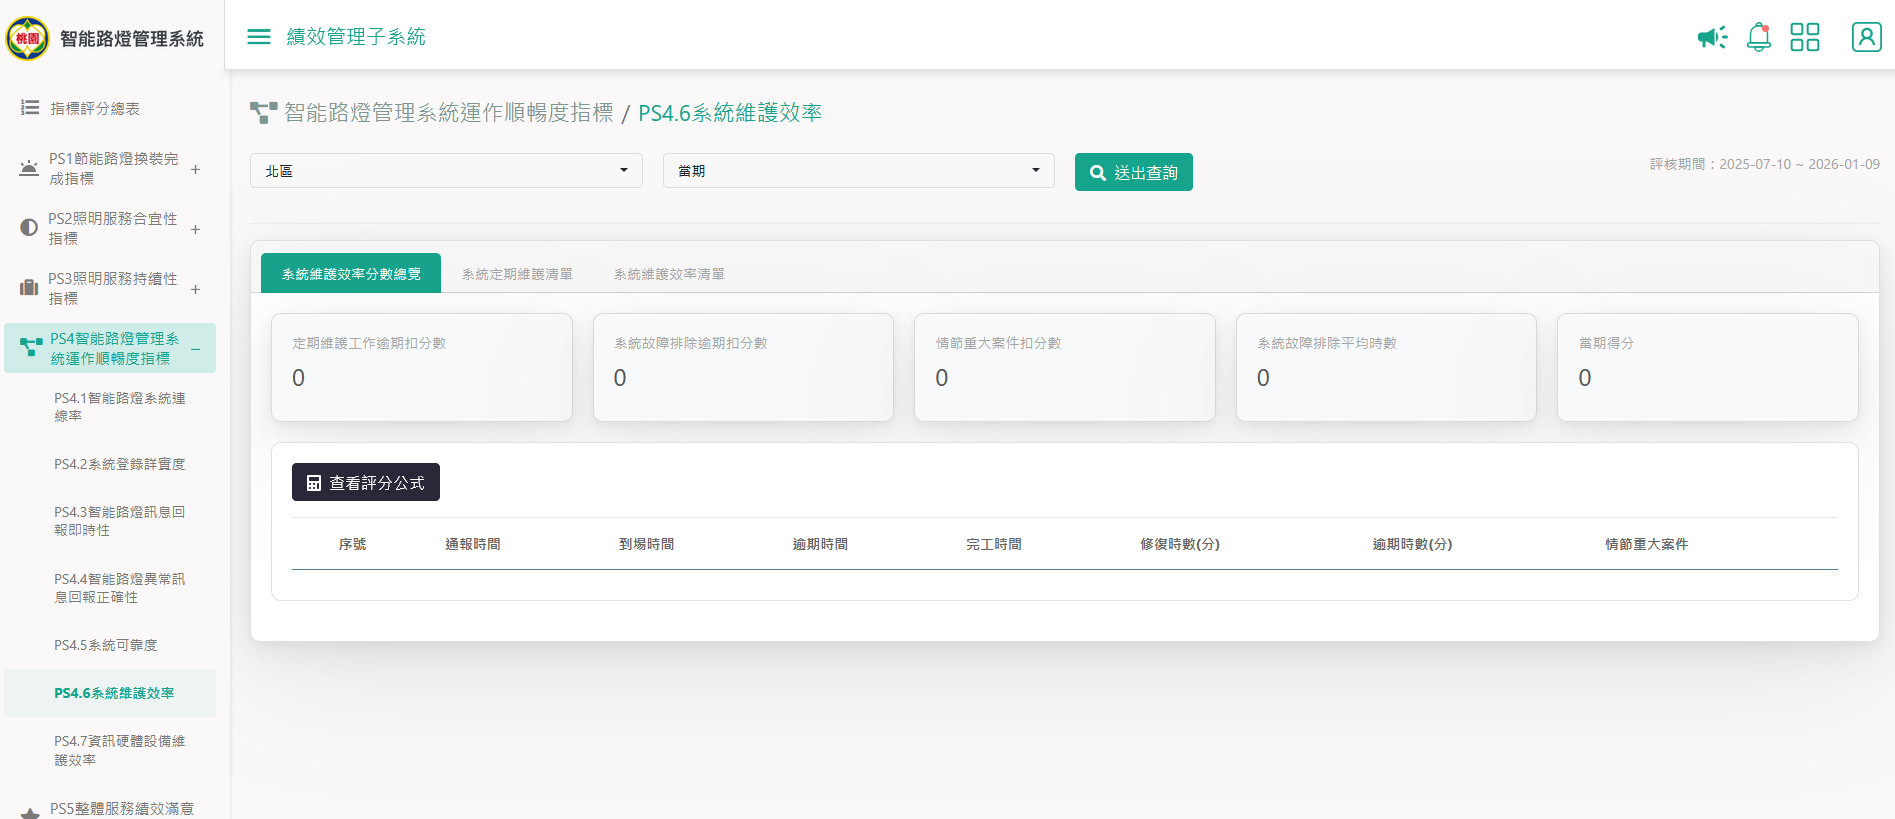 桃園
智能路燈管理系統
績效管理子系統
指標評分總表
PS1節能路燈換裝完
成指標
+
PS2照明服務合宜性
指標
+
PS3照明服務持續性
指標
+
PS4智能路燈管理系
統運作順暢度指標
−
PS4.1智能路燈系統連
線率
PS4.2系統登錄詳實度
PS4.3智能路燈訊息回
報即時性
PS4.4智能路燈異常訊
息回報正確性
PS4.5系統可靠度
PS4.6系統維護效率
PS4.7資訊硬體設備維
護效率
PS5整體服務績效滿意
智能路燈管理系統運作順暢度指標 / PS4.6系統維護效率
北區
當期
送出查詢
評核期間：2025-07-10 ~ 2026-01-09
系統維護效率分數總覽
系統定期維護清單
系統維護效率清單
定期維護工作逾期扣分數
0
系統故障排除逾期扣分數
0
情節重大案件扣分數
0
系統故障排除平均時數
0
當期得分
0
查看評分公式
序號 通報時間 到場時間 逾期時間 完工時間 修復時數(分) 逾期時數(分) 情節重大案件